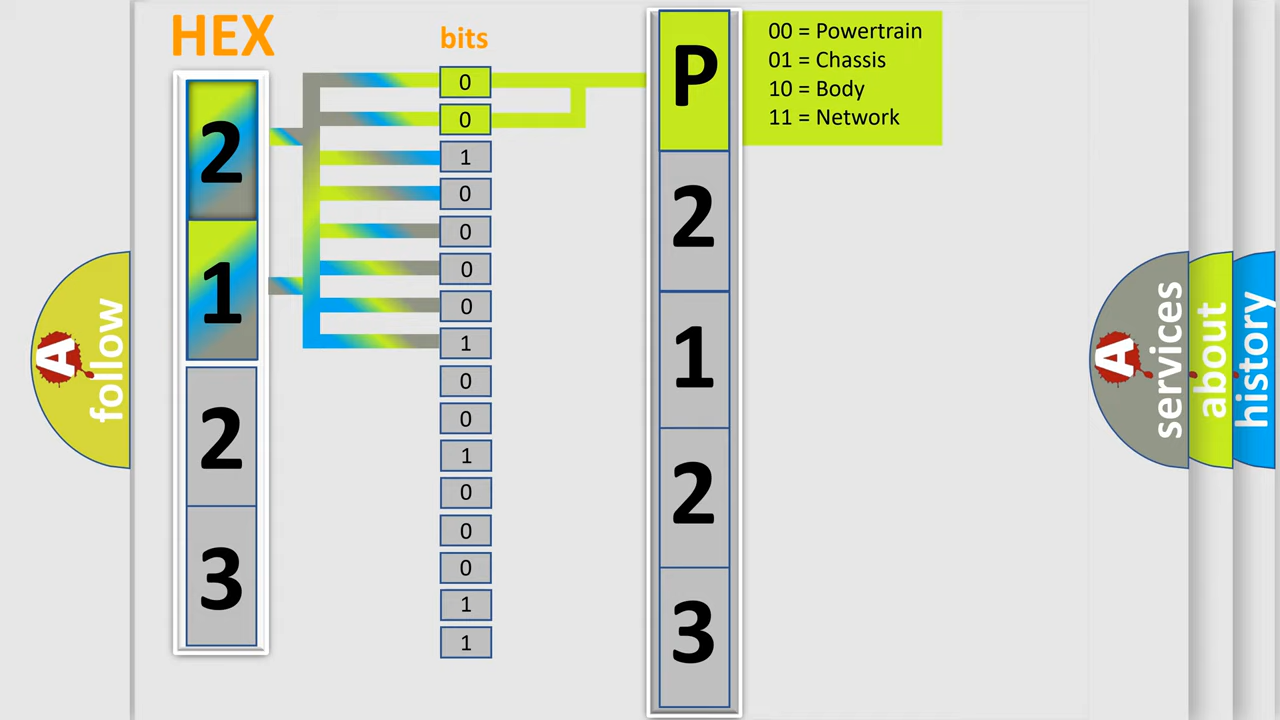 HEX
bits
2
1
2
3
0
0
1
0
0
0
0
1
0
0
1
0
0
0
1
1
P
2
1
2
3
00 = Powertrain
01 = Chassis
10 = Body
11 = Network
A
follow
A
services
about
history